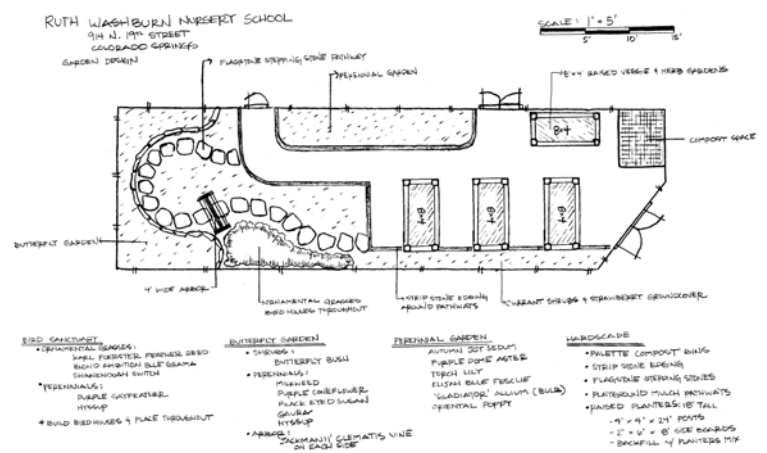 RUTH WASHBURN NURSERY SCHOOL
914 N. 19TH STREET
COLORADO SPRINGS
GARDEN DESIGN
SCALE: 1" = 5'
5' 10' 15'
FLAGSTONE STEPPING STONE PATHWAY
PERENNIAL GARDEN
8'x4' RAISED VEGGIE & HERB GARDENS
8x4
COMPOST SPACE
8x4
8x4
8x4
BUTTERFLY GARDEN
4' WIDE ARBOR
ORNAMENTAL GRASSES
BIRD HOUSES THROUGHOUT
STRIP STONE EDGING
AROUND PATHWAYS
CURRANT SHRUBS & STRAWBERRY GROUNDCOVER
BIRD SANCTUARY
• ORNAMENTAL GRASSES:
KARL FOERSTER FEATHER REED
BLOND AMBITION BLUE GRAMA
SHENANDOAH SWITCH
• PERENNIALS:
PURPLE GAYFEATHER
HYSSUP
* BUILD BIRDHOUSES & PLACE THROUGHOUT
BUTTERFLY GARDEN
• SHRUBS:
BUTTERFLY BUSH
• PERENNIALS:
MILKWEED
PURPLE CONEFLOWER
BLACK EYED SUSAN
GAURA
HYSSUP
• ARBOR:
'JACKMANII' CLEMATIS VINE
ON EACH SIDE
PERENNIAL GARDEN
AUTUMN JOY SEDUM
PURPLE DOME ASTER
TORCH LILY
ELIJAH BLUE FESCUE
'GLADIATOR' ALLIUM (BULB)
ORIENTAL POPPY
HARDSCAPE
• PALETTE COMPOST BINS
• STRIP STONE EDGING
• FLAGSTONE STEPPING STONES
• PLAYGROUND MULCH PATHWAYS
• RAISED PLANTERS: 18" TALL
- 4" x 4" x 24" POSTS
- 2" x 6" x 8' SIDE BOARDS
- BACKFILL W/ PLANTERS MIX